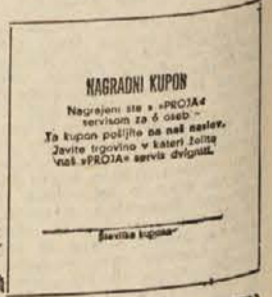 NAGRADNI KUPON
Nagrajeni ste s »PROJA«
servisom za 6 oseb -
Ta kupon pošljite na naš naslov.
Javite trgovino v kateri želite
naš »PROJA« servis dvigniti.
Številka kupona